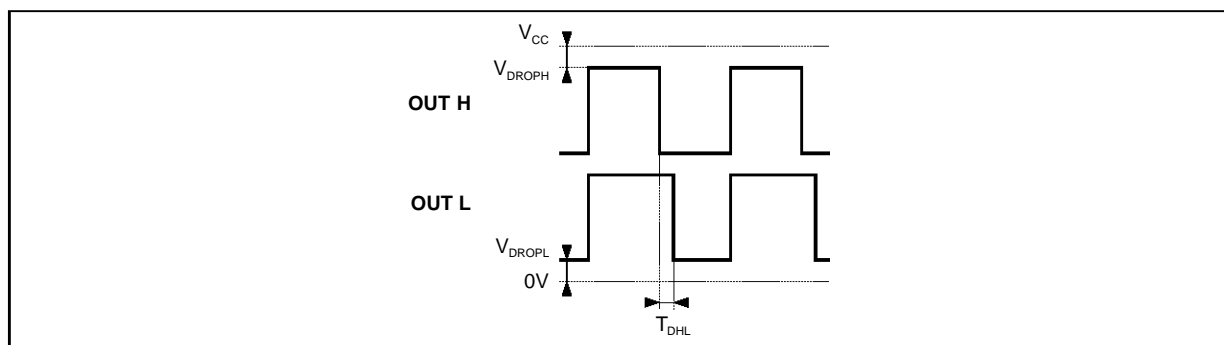 VCC
VDROPH
OUT H
OUT L
VDROPL
0V
TDHL